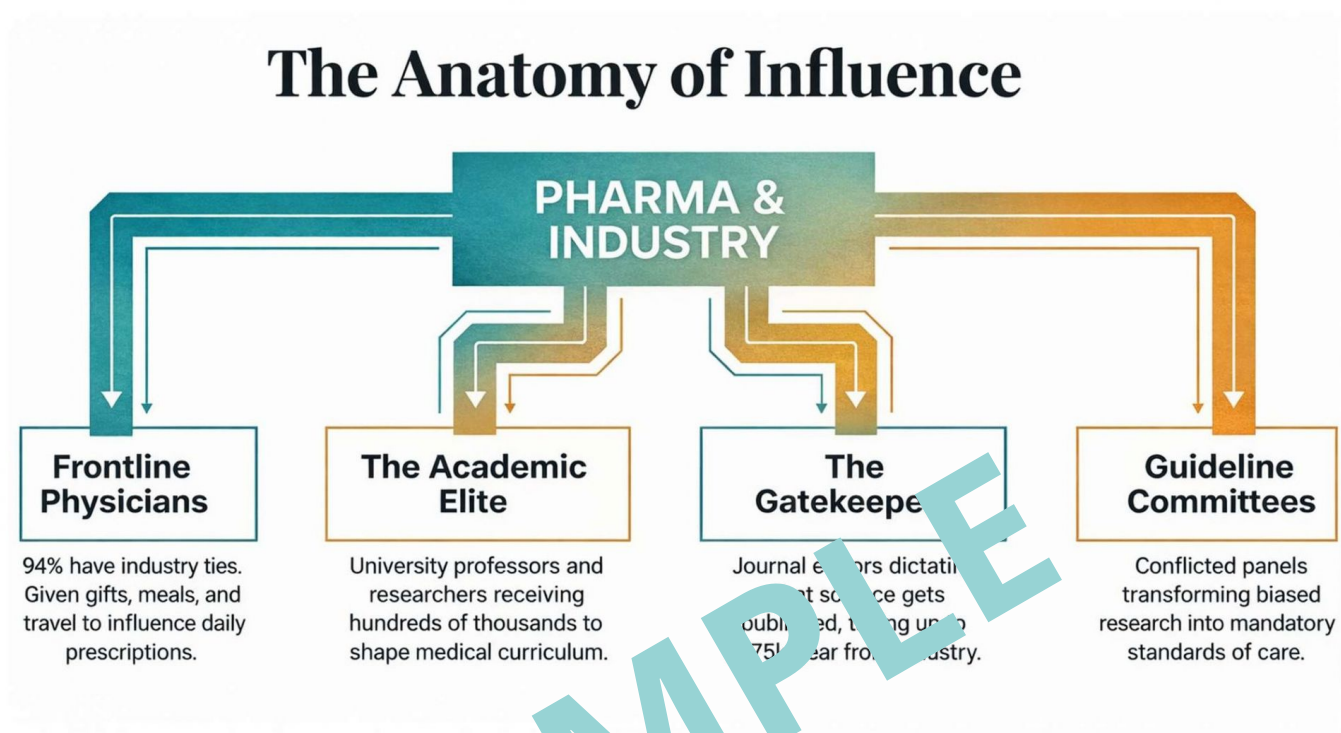 The Anatomy of Influence
PHARMA &
INDUSTRY
Frontline
Physicians
94% have industry ties.
Given gifts, meals, and
travel to influence daily
prescriptions.
The Academic
Elite
University professors and
researchers receiving
hundreds of thousands to
shape medical curriculum.
The
Journal
gets
from
Guideline
Committees
Conflicted panels
transforming biased
research into mandatory
standards of care.
MPLE